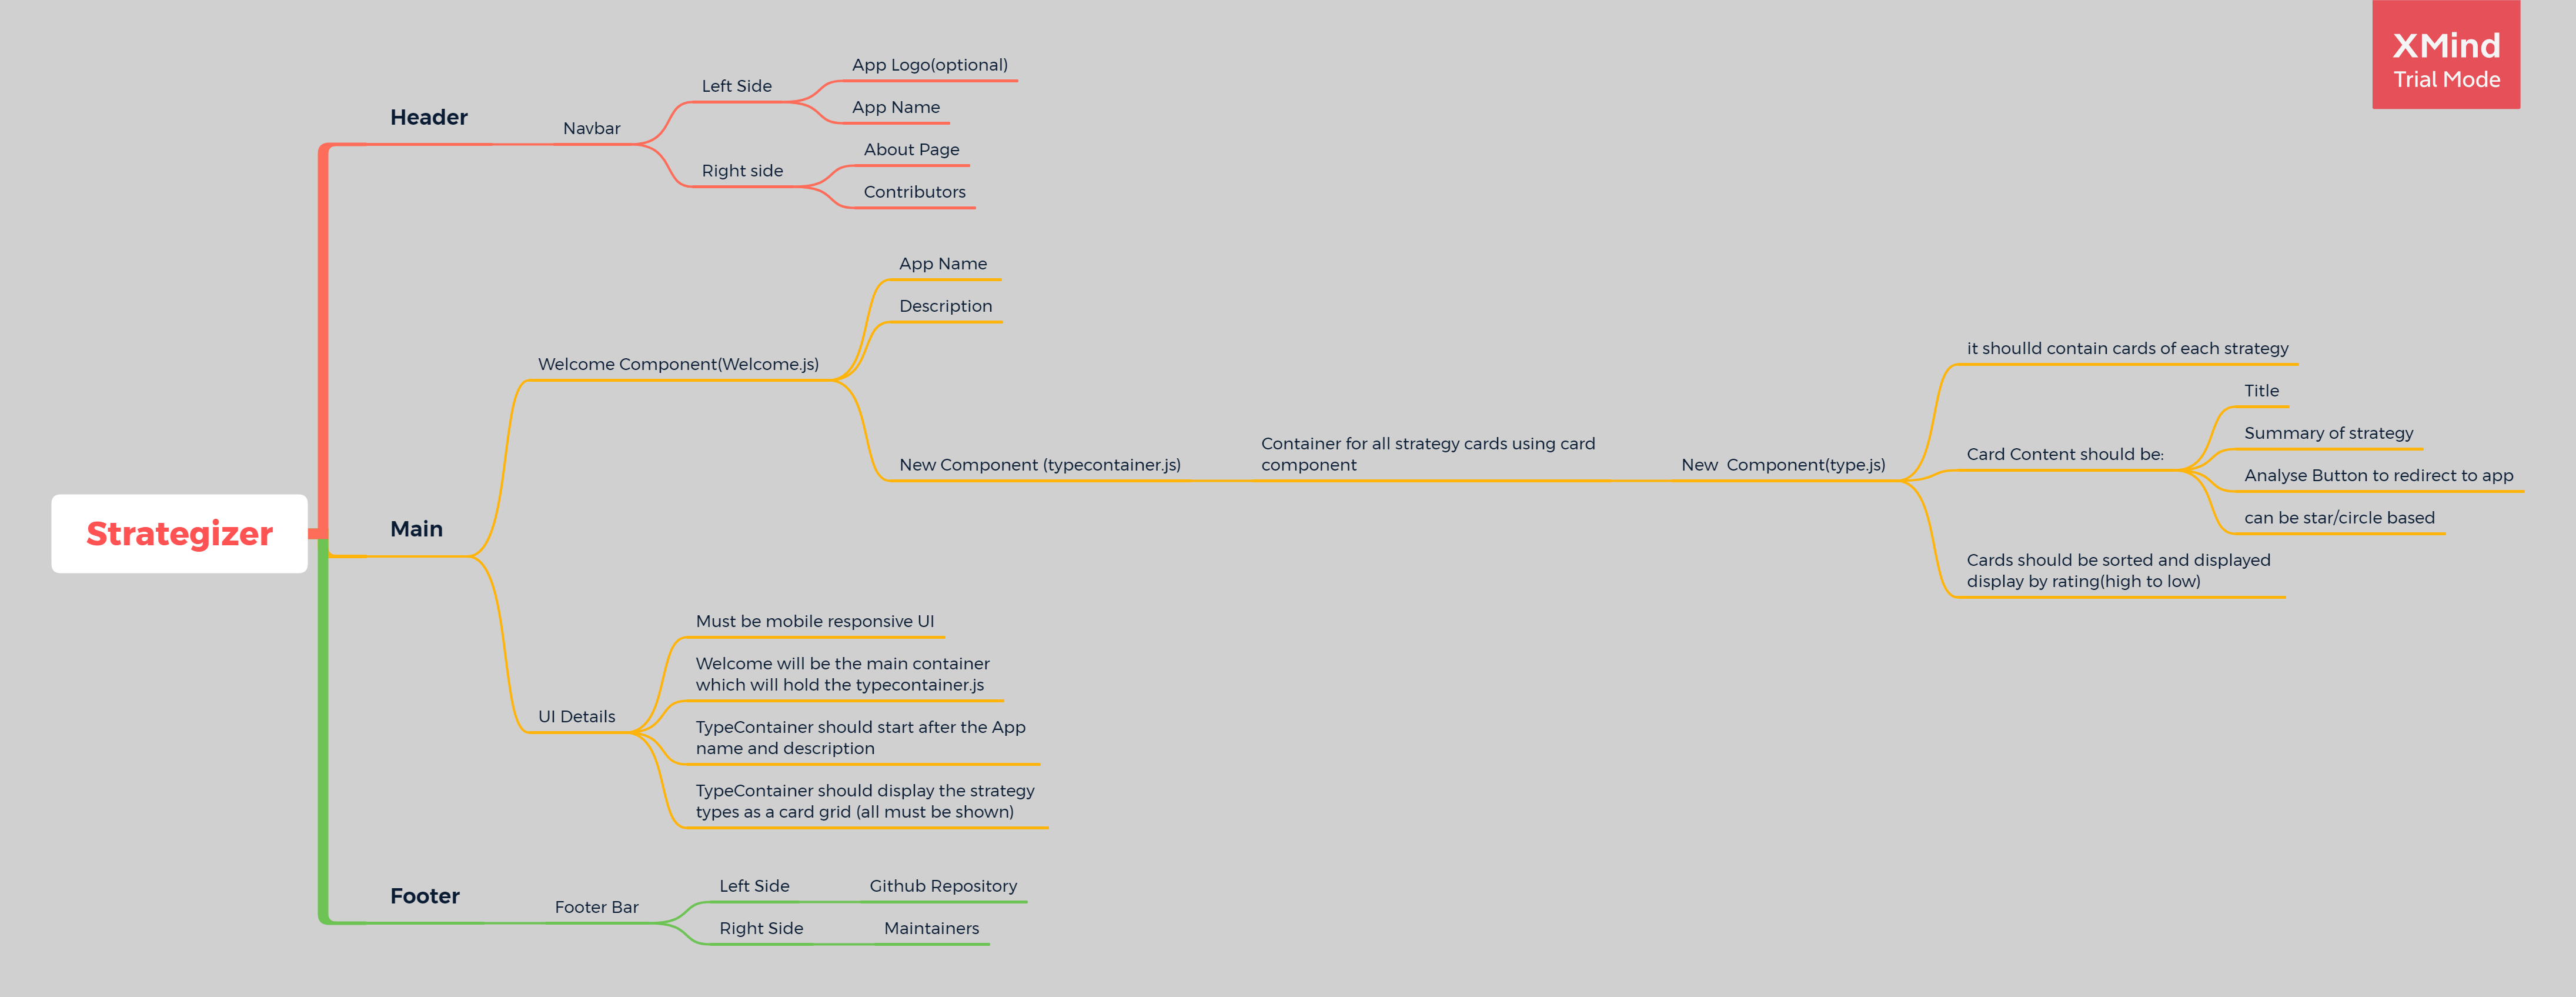 XMind
Trial Mode
Strategizer
Header
Navbar
Left Side
App Logo(optional)
App Name
Right side
About Page
Contributors
Main
Welcome Component(Welcome.js)
App Name
Description
New Component (typecontainer.js)
Container for all strategy cards using card
component
New  Component(type.js)
it shoulld contain cards of each strategy
Card Content should be:
Title
Summary of strategy
Analyse Button to redirect to app
can be star/circle based
Cards should be sorted and displayed
display by rating(high to low)
UI Details
Must be mobile responsive UI
Welcome will be the main container
which will hold the typecontainer.js
TypeContainer should start after the App
name and description
TypeContainer should display the strategy
types as a card grid (all must be shown)
Footer
Footer Bar
Left Side
Github Repository
Right Side
Maintainers